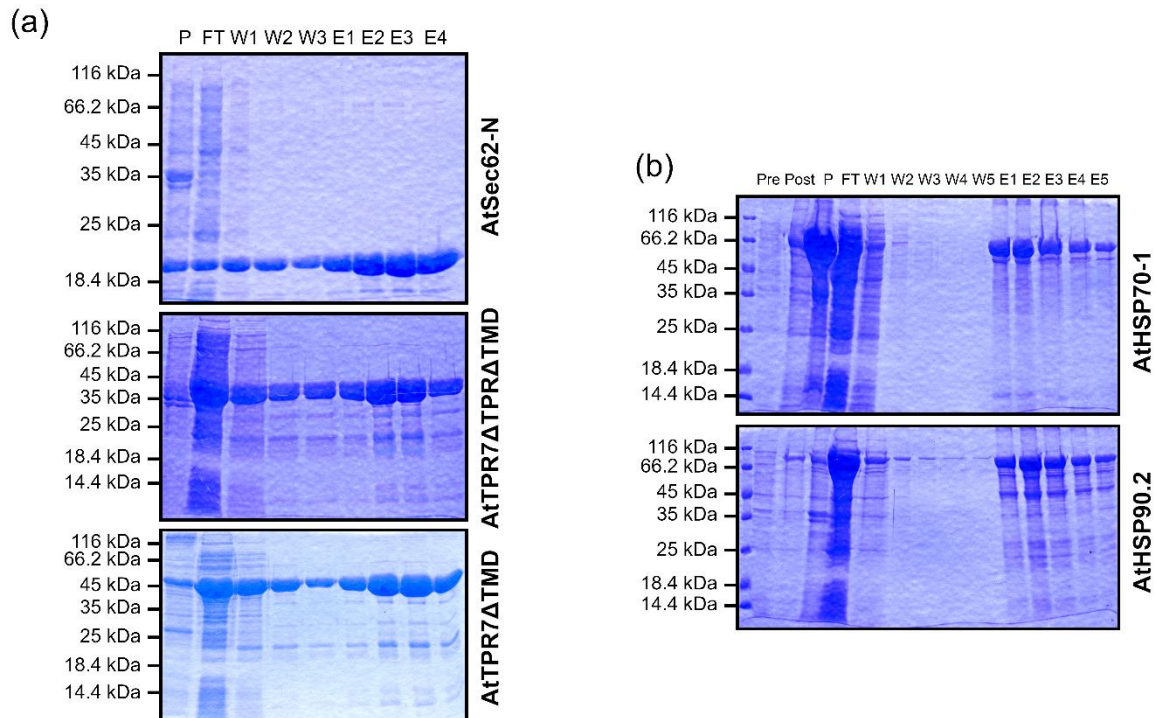 (a)
P FT W1 W2 W3 E1 E2 E3 E4
116 kDa
66.2 kDa
45 kDa
35 kDa
25 kDa
18.4 kDa
AtSec62-N
116 kDa
66.2 kDa
45 kDa
35 kDa
25 kDa
18.4 kDa
14.4 kDa
AtTPR7ΔTPRΔTMD
116 kDa
66.2 kDa
45 kDa
35 kDa
25 kDa
18.4 kDa
14.4 kDa
AtTPR7ΔTMD
(b)
Pre Post P FT W1 W2 W3 W4 W5 E1 E2 E3 E4 E5
116 kDa
66.2 kDa
45 kDa
35 kDa
25 kDa
18.4 kDa
14.4 kDa
AtHSP70-1
116 kDa
66.2 kDa
45 kDa
35 kDa
25 kDa
18.4 kDa
14.4 kDa
AtHSP90.2